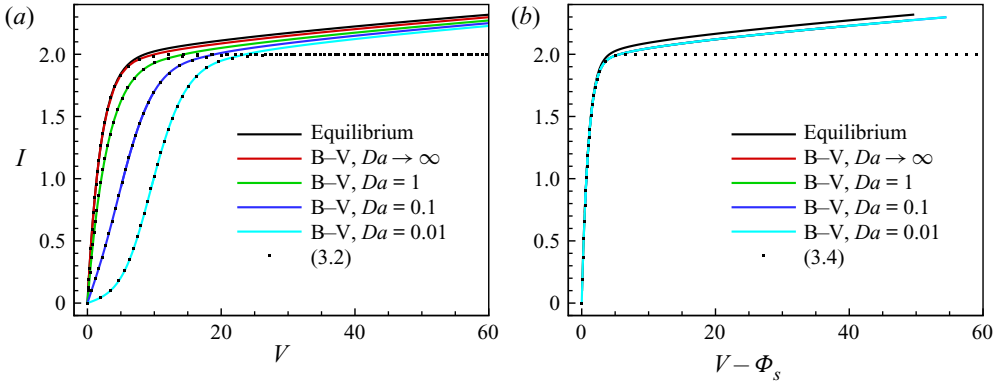 (a)
2.0
1.5
I
1.0
0.5
0
Equilibrium
B–V, Da → ∞
B–V, Da = 1
B–V, Da = 0.1
B–V, Da = 0.01
(3.2)
0
20
40
60
V
(b)
2.0
1.5
1.0
0.5
0
Equilibrium
B–V, Da → ∞
B–V, Da = 1
B–V, Da = 0.1
B–V, Da = 0.01
(3.4)
0
20
40
60
V – Φs